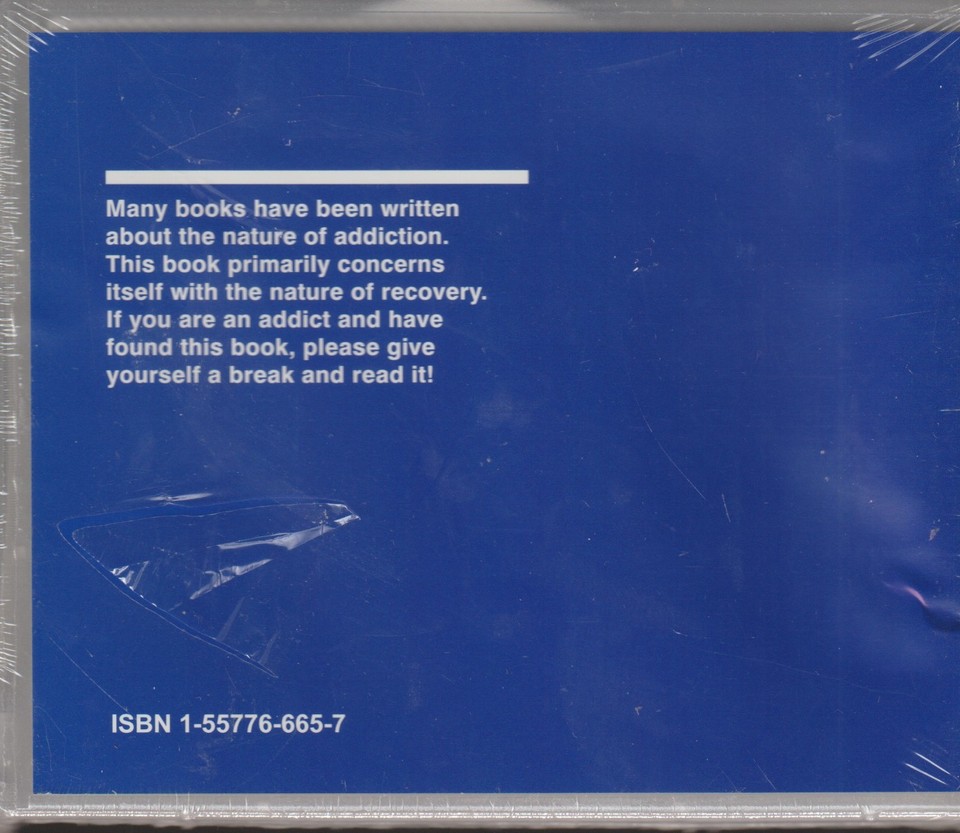 Many books have been written
about the nature of addiction.
This book primarily concerns
itself with the nature of recovery.
If you are an addict and have
found this book, please give
yourself a break and read it!
ISBN 1-55776-665-7